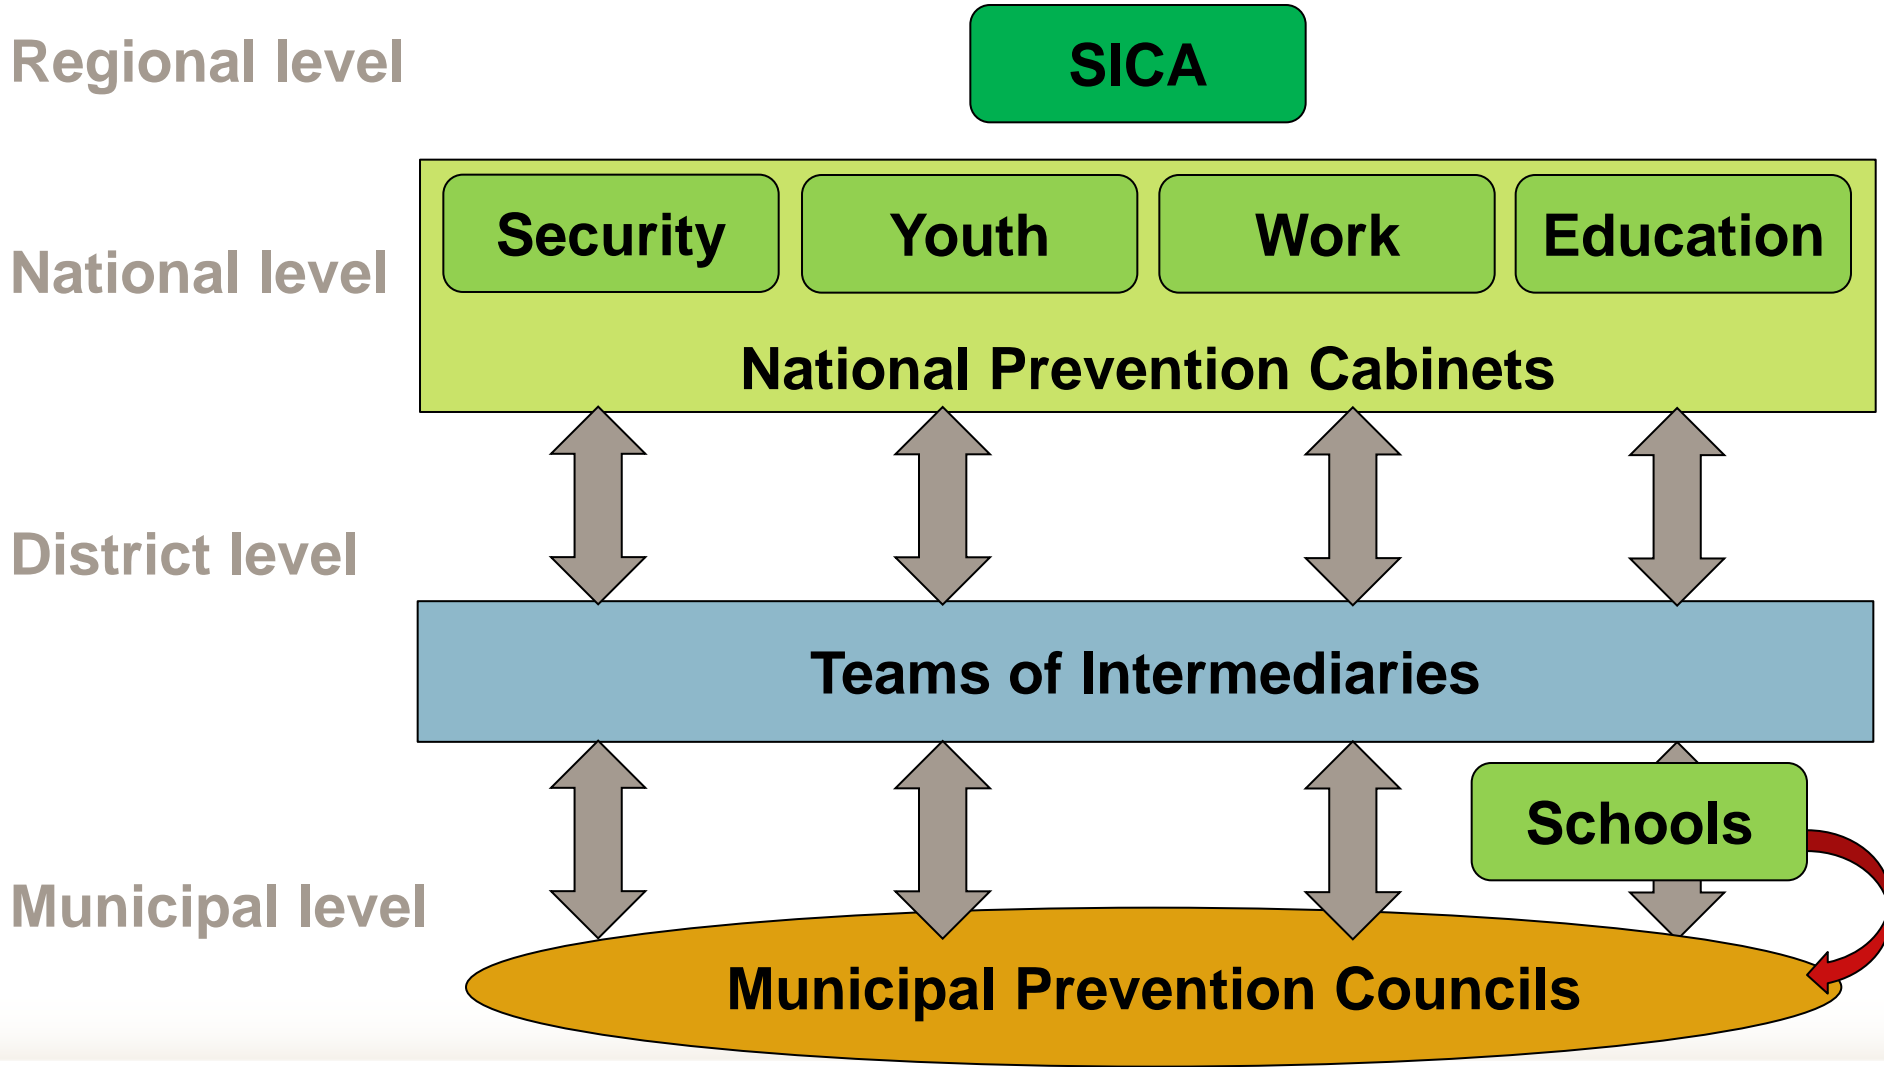 Regional level
SICA
National level
Security
Youth
Work
Education
National Prevention Cabinets
District level
Teams of Intermediaries
Schools
Municipal level
Municipal Prevention Councils